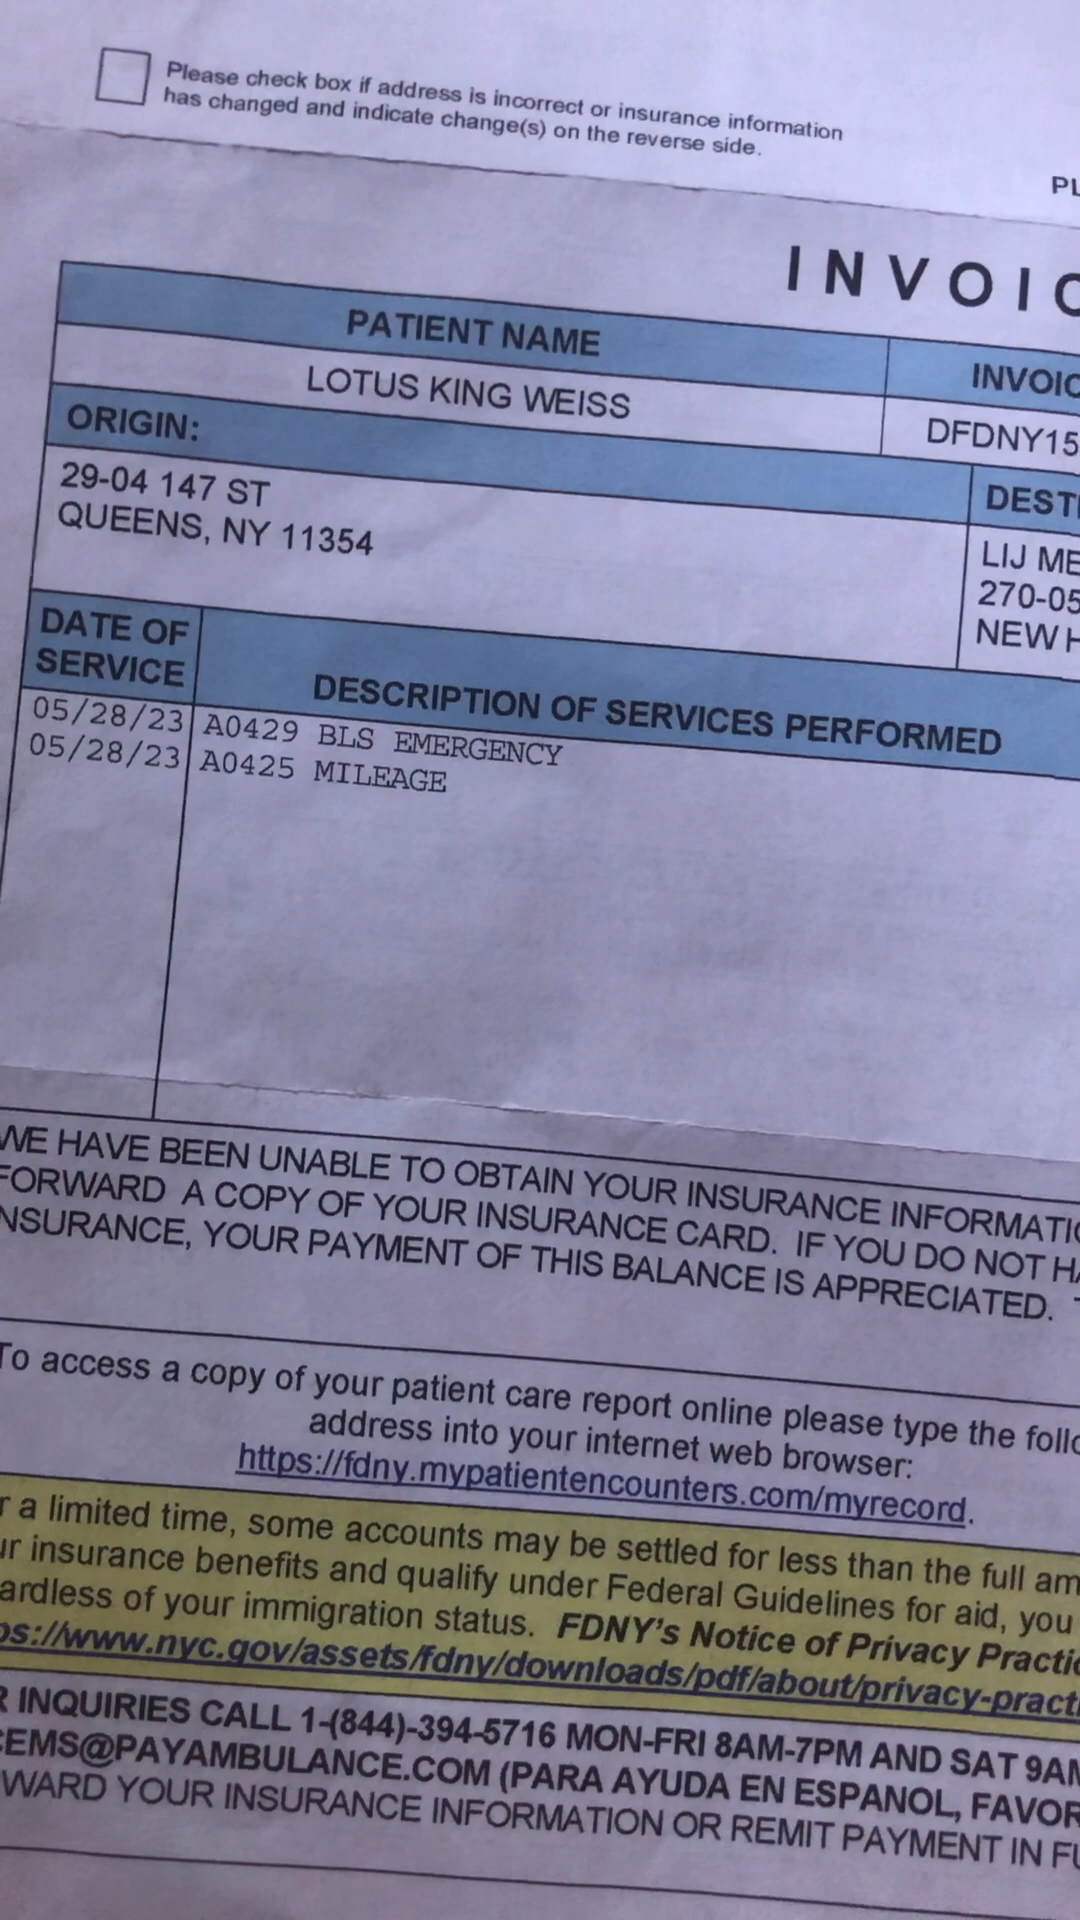 Please check box if address is incorrect or insurance information
has changed and indicate change(s) on the reverse side.
PL
INVOIC
PATIENT NAME
INVOIC
LOTUS KING WEISS
DFDNY15
ORIGIN:
DESTI
29-04 147 ST
QUEENS, NY 11354
LIJ ME
270-05
NEW H
DATE OF
SERVICE
DESCRIPTION OF SERVICES PERFORMED
05/28/23 A0429 BLS EMERGENCY
05/28/23 A0425 MILEAGE
WE HAVE BEEN UNABLE TO OBTAIN YOUR INSURANCE INFORMATIO
FORWARD A COPY OF YOUR INSURANCE CARD. IF YOU DO NOT HA
NSURANCE, YOUR PAYMENT OF THIS BALANCE IS APPRECIATED. T
To access a copy of your patient care report online please type the follo
address into your internet web browser:
https://fdny.mypatientencounters.com/myrecord.
r a limited time, some accounts may be settled for less than the full am
ur insurance benefits and qualify under Federal Guidelines for aid, you
ardless of your immigration status. FDNY's Notice of Privacy Practic
ps://www.nyc.gov/assets/fdny/downloads/pdf/about/privacy-practi
R INQUIRIES CALL 1-(844)-394-5716 MON-FRI 8AM-7PM AND SAT 9AM
CEMS@PAYAMBULANCE.COM (PARA AYUDA EN ESPANOL, FAVOR
WARD YOUR INSURANCE INFORMATION OR REMIT PAYMENT IN FU